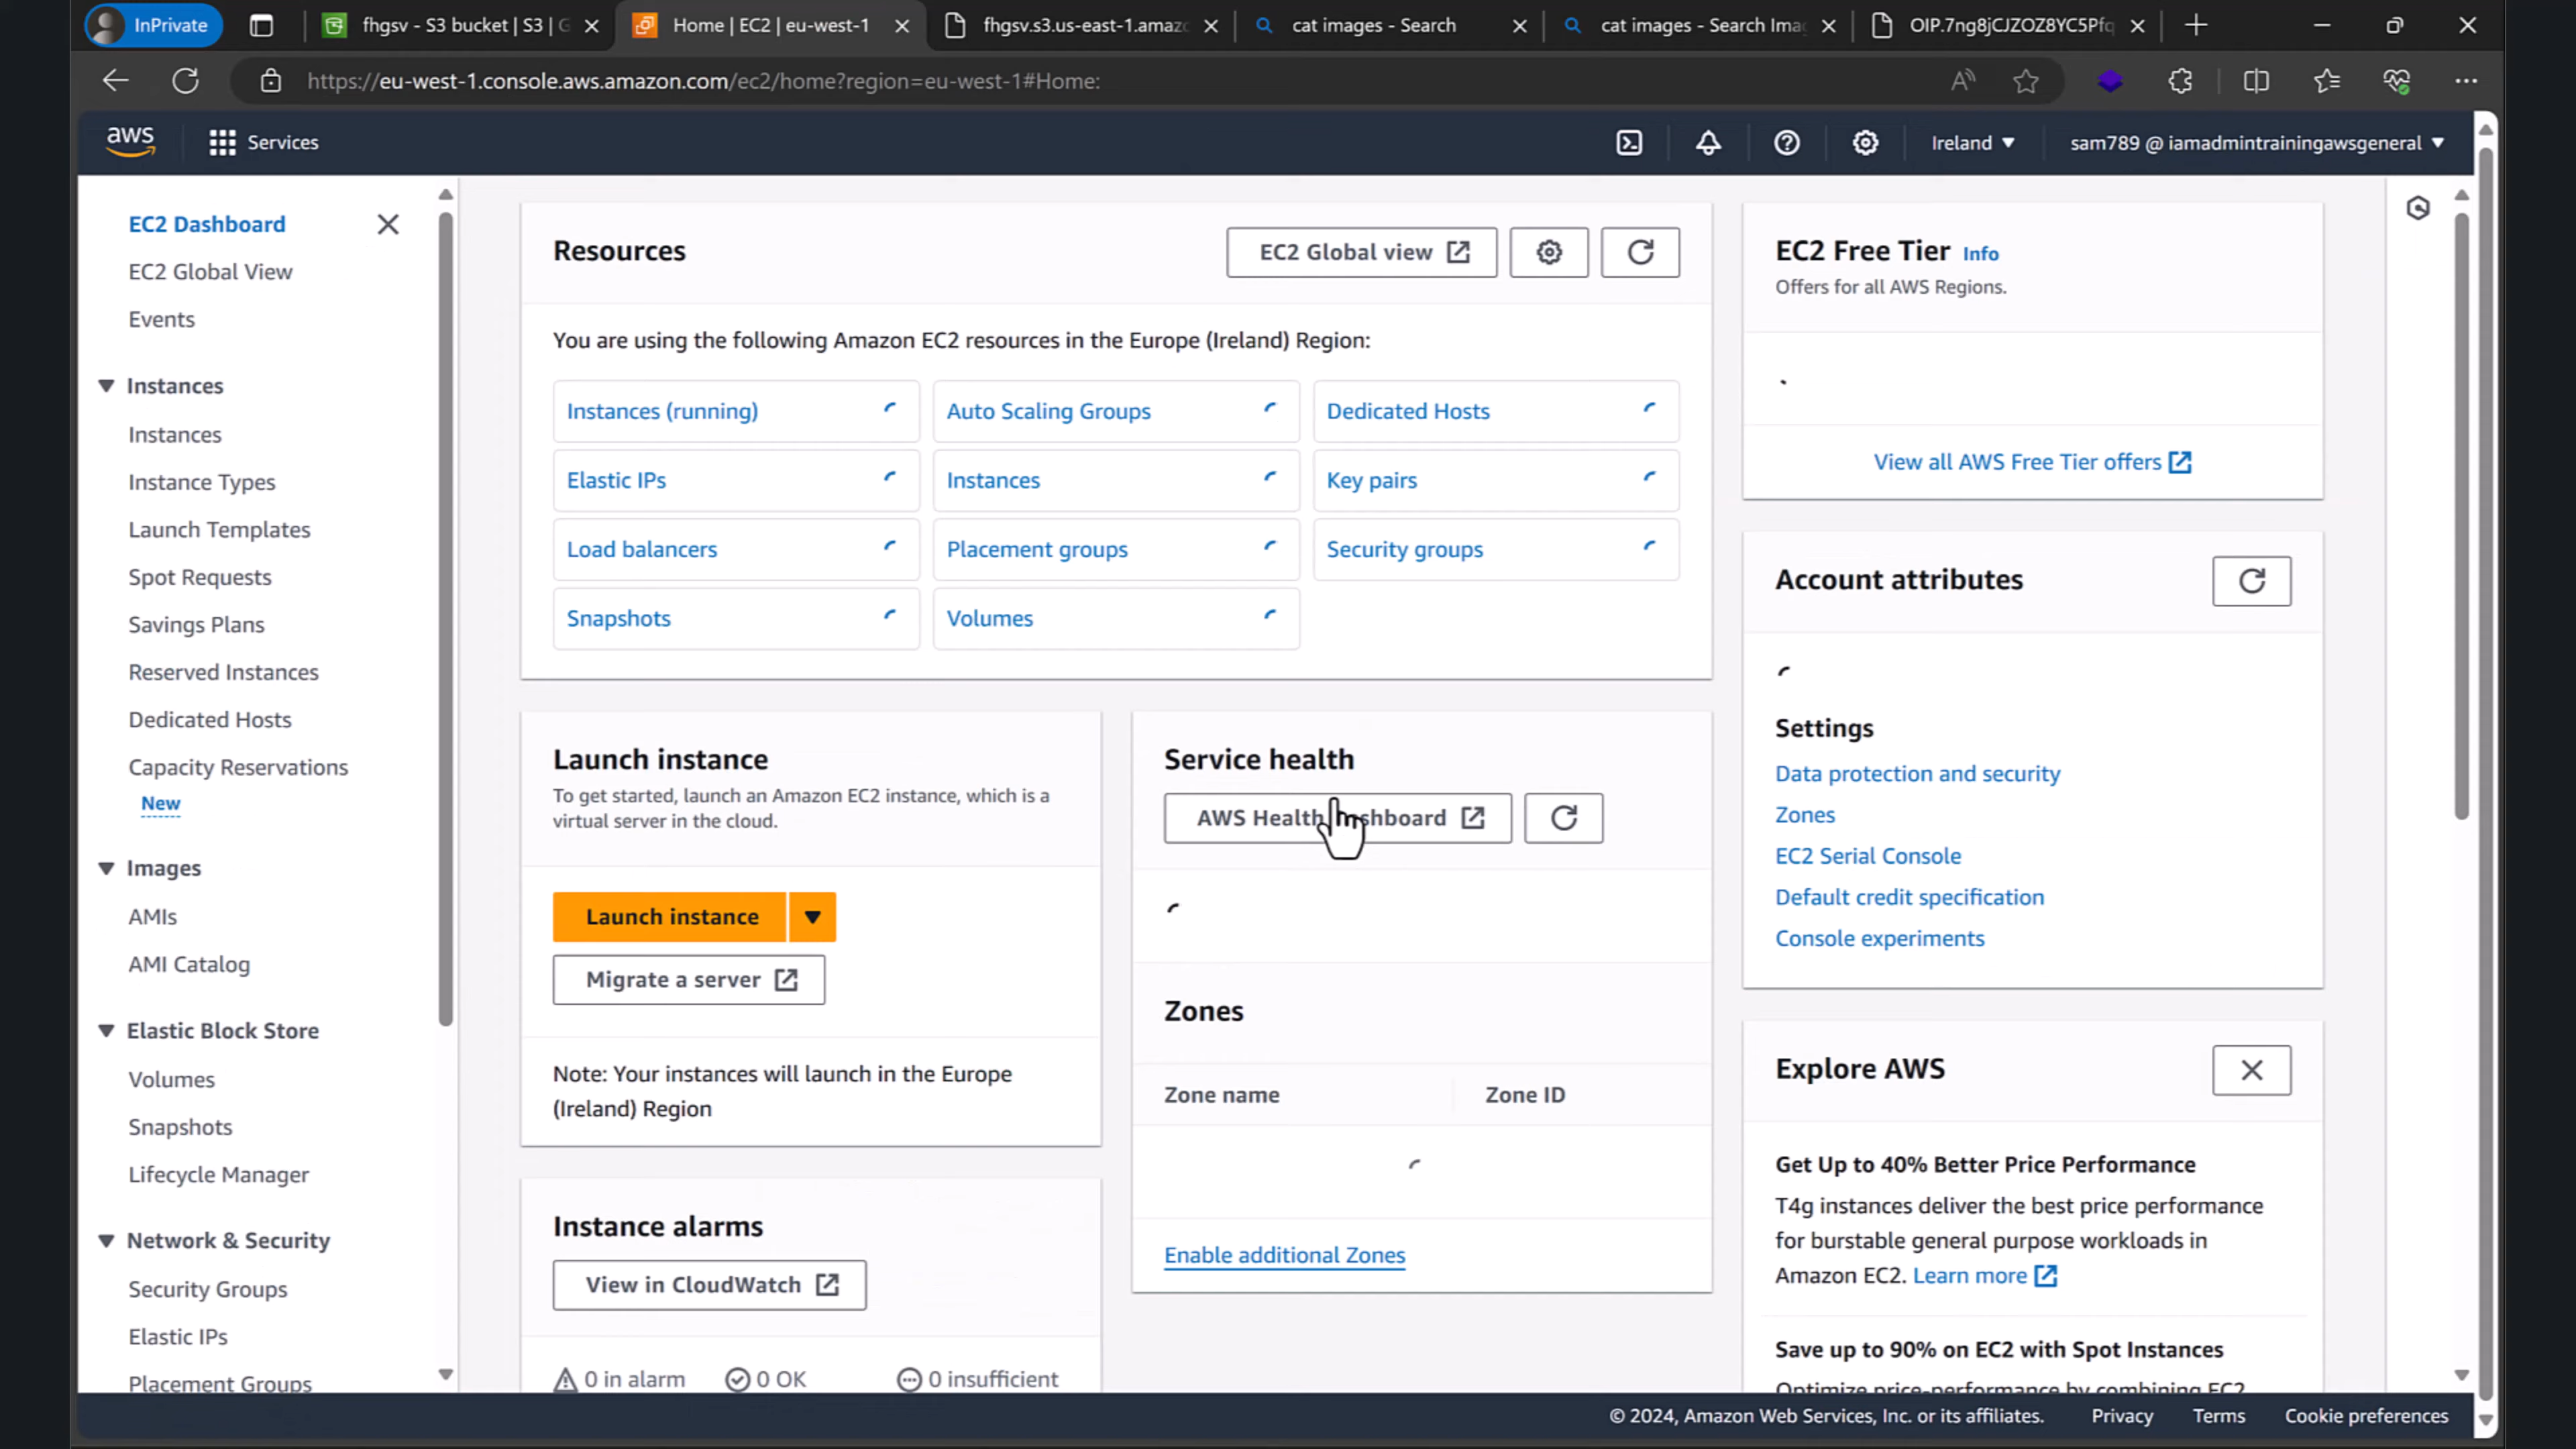 InPrivate
fhgsv - S3 bucket | S3 | G
Home | EC2 | eu-west-1
fhgsv.s3.us-east-1.amaz
cat images - Search
cat images - Search Ima
OIP.7ng8jCJZOZ8YC5Pfq
https://eu-west-1.console.aws.amazon.com/ec2/home?region=eu-west-1#Home:
aws
Services
Ireland
sam789 @ iamadmintrainingawsgeneral
EC2 Dashboard
EC2 Global View
Events
Instances
Instances
Instance Types
Launch Templates
Spot Requests
Savings Plans
Reserved Instances
Dedicated Hosts
Capacity Reservations
New
Images
AMIs
AMI Catalog
Elastic Block Store
Volumes
Snapshots
Lifecycle Manager
Network & Security
Security Groups
Elastic IPs
Placement Groups
Resources
EC2 Global view
You are using the following Amazon EC2 resources in the Europe (Ireland) Region:
Instances (running)
Auto Scaling Groups
Dedicated Hosts
Elastic IPs
Instances
Key pairs
Load balancers
Placement groups
Security groups
Snapshots
Volumes
Launch instance
To get started, launch an Amazon EC2 instance, which is a
virtual server in the cloud.
Launch instance
Migrate a server
Note: Your instances will launch in the Europe
(Ireland) Region
Instance alarms
View in CloudWatch
0 in alarm
0 OK
0 insufficient
Service health
AWS Health Dashboard
Zones
Zone name
Zone ID
Enable additional Zones
EC2 Free Tier Info
Offers for all AWS Regions.
View all AWS Free Tier offers
Account attributes
Settings
Data protection and security
Zones
EC2 Serial Console
Default credit specification
Console experiments
Explore AWS
Get Up to 40% Better Price Performance
T4g instances deliver the best price performance
for burstable general purpose workloads in
Amazon EC2. Learn more
Save up to 90% on EC2 with Spot Instances
Optimize price-performance by combining EC2
© 2024, Amazon Web Services, Inc. or its affiliates.
Privacy
Terms
Cookie preferences